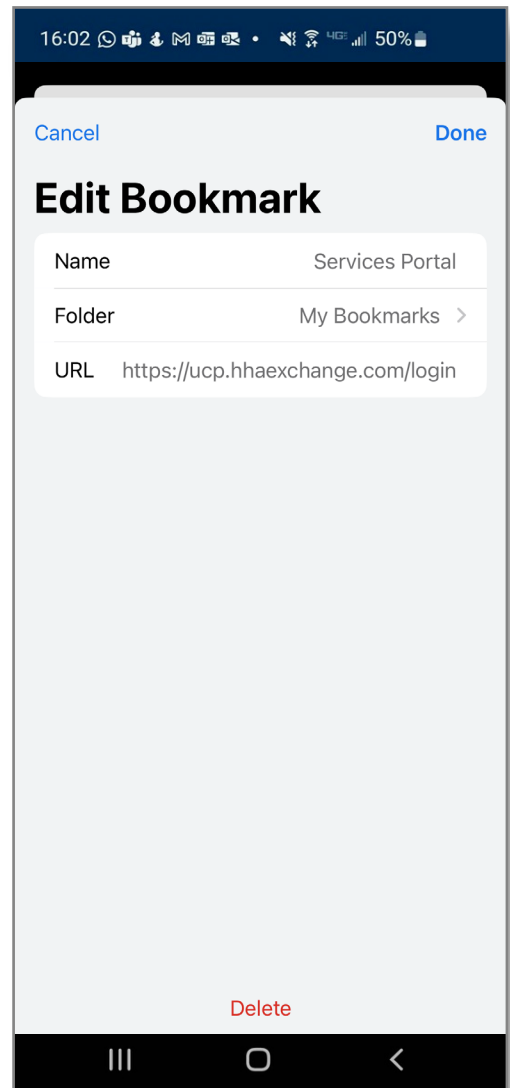 16:02 4GE 50%
Cancel Done
Edit Bookmark
Name Services Portal
Folder My Bookmarks
URL https://ucp.hhaexchange.com/login
Delete